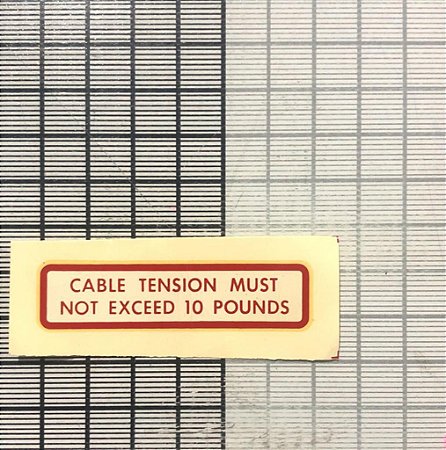 CABLE TENSION MUST
NOT EXCEED 10 POUNDS